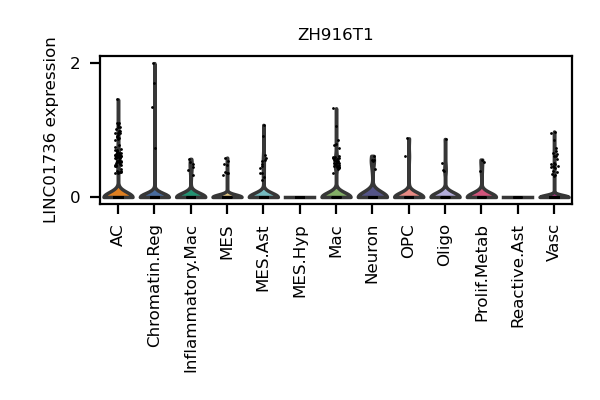 ZH916T1
LINC01736 expression
2
0
AC
Chromatin.Reg
Inflammatory.Mac
MES
MES.Ast
MES.Hyp
Mac
Neuron
OPC
Oligo
Prolif.Metab
Reactive.Ast
Vasc